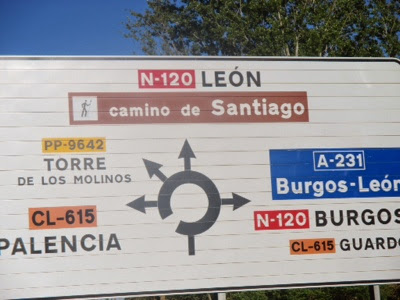 N-120 LEÓN
camino de Santiago
PP-9642
TORRE
DE LOS MOLINOS
CL-615
PALENCIA
A-231
Burgos-León
N-120 BURGOS
CL-615 GUARDO